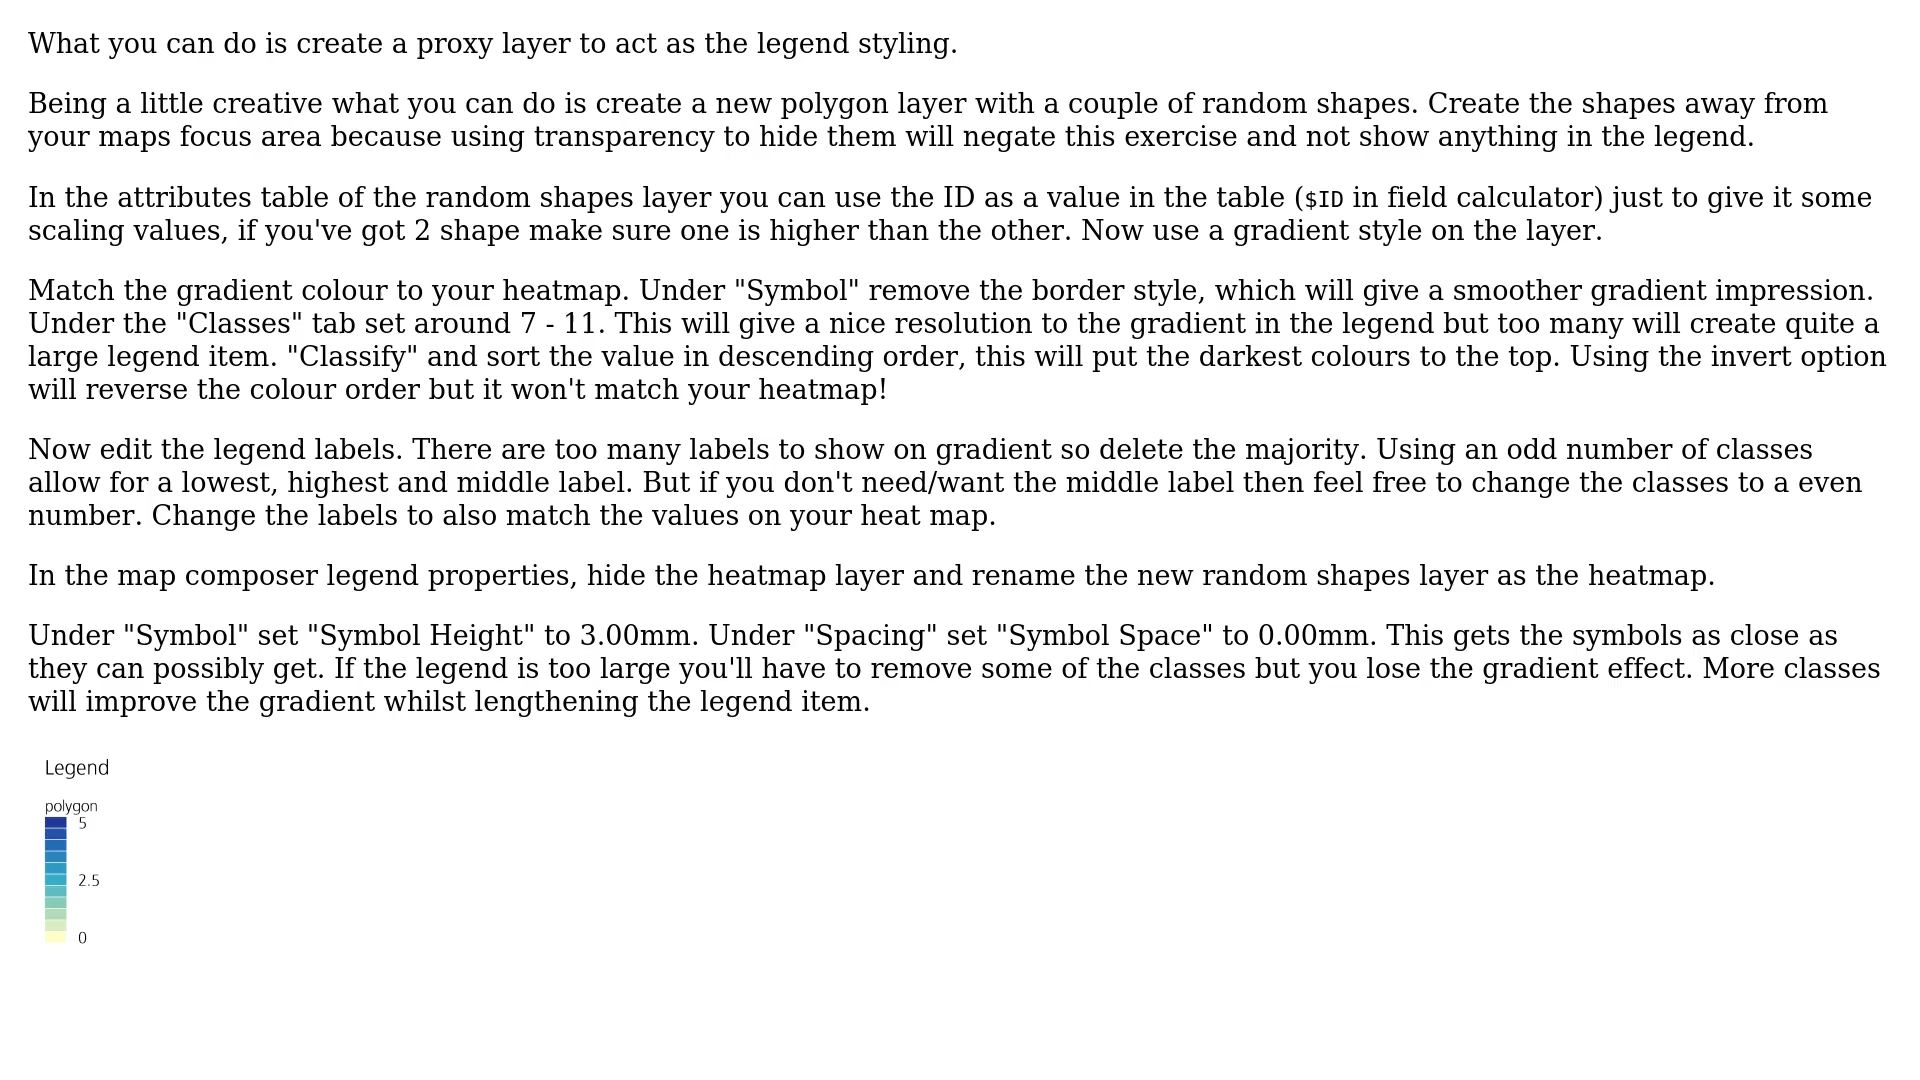 What you can do is create a proxy layer to act as the legend styling.
Being a little creative what you can do is create a new polygon layer with a couple of random shapes. Create the shapes away from
your maps focus area because using transparency to hide them will negate this exercise and not show anything in the legend.
In the attributes table of the random shapes layer you can use the ID as a value in the table ($ID in field calculator) just to give it some
scaling values, if you've got 2 shape make sure one is higher than the other. Now use a gradient style on the layer.
Match the gradient colour to your heatmap. Under "Symbol" remove the border style, which will give a smoother gradient impression.
Under the "Classes" tab set around 7 - 11. This will give a nice resolution to the gradient in the legend but too many will create quite a
large legend item. "Classify" and sort the value in descending order, this will put the darkest colours to the top. Using the invert option
will reverse the colour order but it won't match your heatmap!
Now edit the legend labels. There are too many labels to show on gradient so delete the majority. Using an odd number of classes
allow for a lowest, highest and middle label. But if you don't need/want the middle label then feel free to change the classes to a even
number. Change the labels to also match the values on your heat map.
In the map composer legend properties, hide the heatmap layer and rename the new random shapes layer as the heatmap.
Under "Symbol" set "Symbol Height" to 3.00mm. Under "Spacing" set "Symbol Space" to 0.00mm. This gets the symbols as close as
they can possibly get. If the legend is too large you'll have to remove some of the classes but you lose the gradient effect. More classes
will improve the gradient whilst lengthening the legend item.
Legend
polygon
5
2.5
0